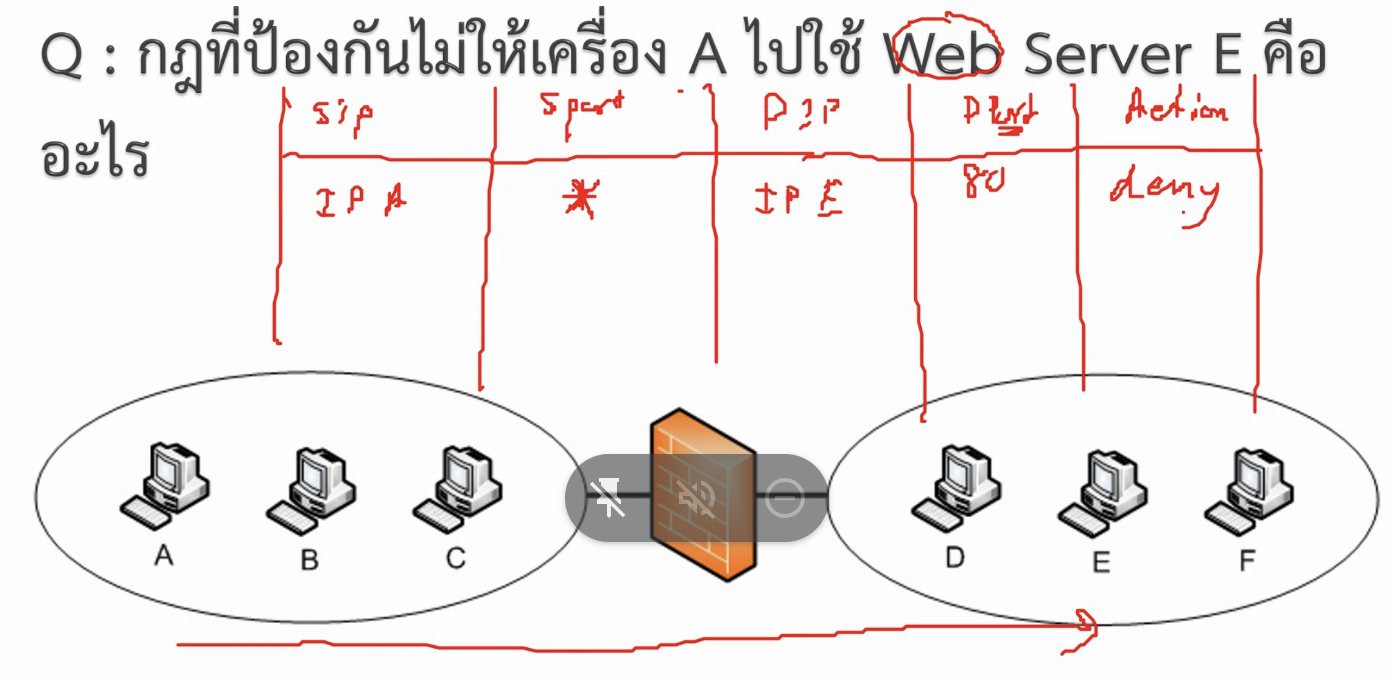 Q : กฎที่ป้องกันไม่ให้เครื่อง A ไปใช้ Web Server E คือ
อะไร
Sip Sport DIP DPort Action
IP A * IP E 80 deny
A B C D E F